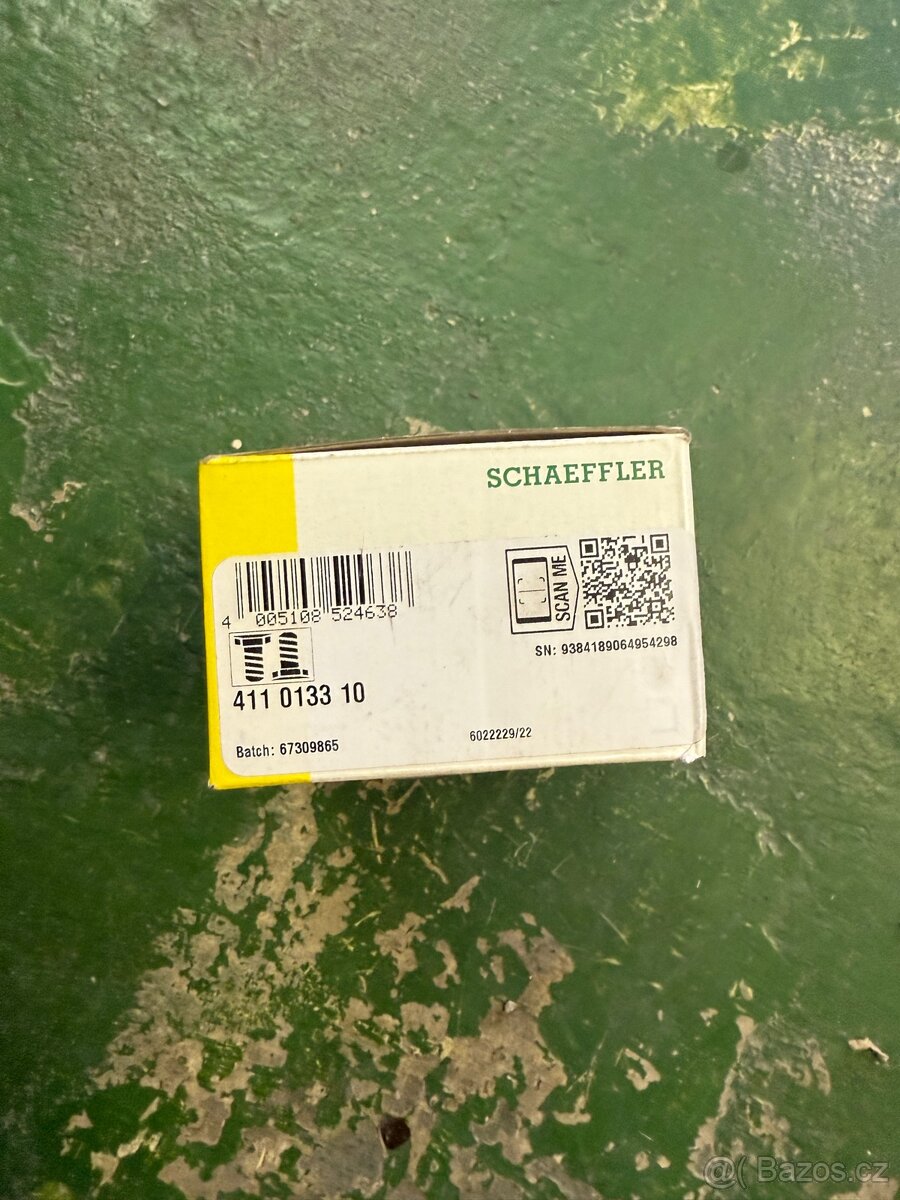 SCHAEFFLER
4 005108 524638
SCAN ME
SN: 9384189064954298
411 0133 10
Batch: 67309865
6022229/22
@( Bazos.cz